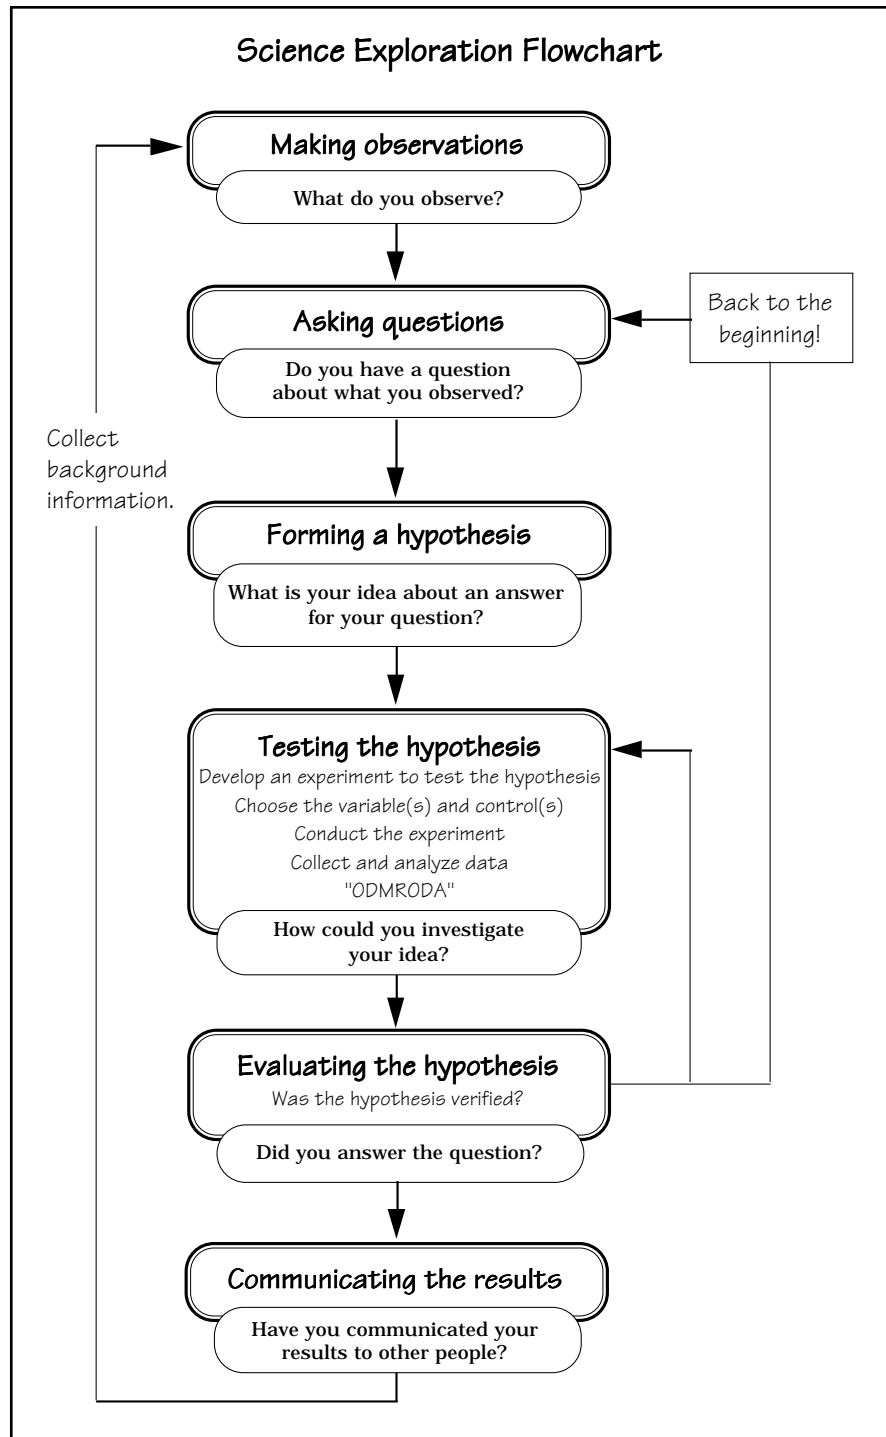 Science Exploration Flowchart
Making observations
What do you observe?
Asking questions
Do you have a question
about what you observed?
Back to the
beginning!
Collect
background
information.
Forming a hypothesis
What is your idea about an answer
for your question?
Testing the hypothesis
Develop an experiment to test the hypothesis
Choose the variable(s) and control(s)
Conduct the experiment
Collect and analyze data
"ODMRODA"
How could you investigate
your idea?
Evaluating the hypothesis
Was the hypothesis verified?
Did you answer the question?
Communicating the results
Have you communicated your
results to other people?